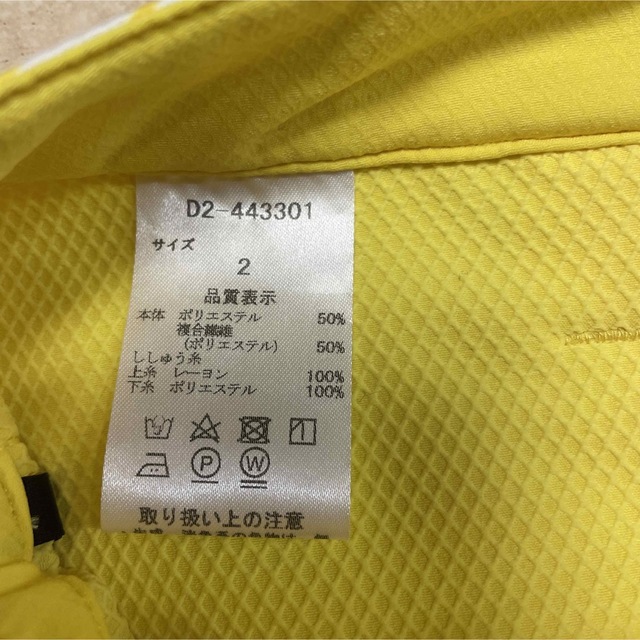 D2-443301
サイズ
2
品質表示
本体 ポリエステル 50%
複合繊維
(ポリエステル) 50%
ししゅう糸
上糸 レーヨン 100%
下糸 ポリエステル 100%
P W
取り扱い上の注意